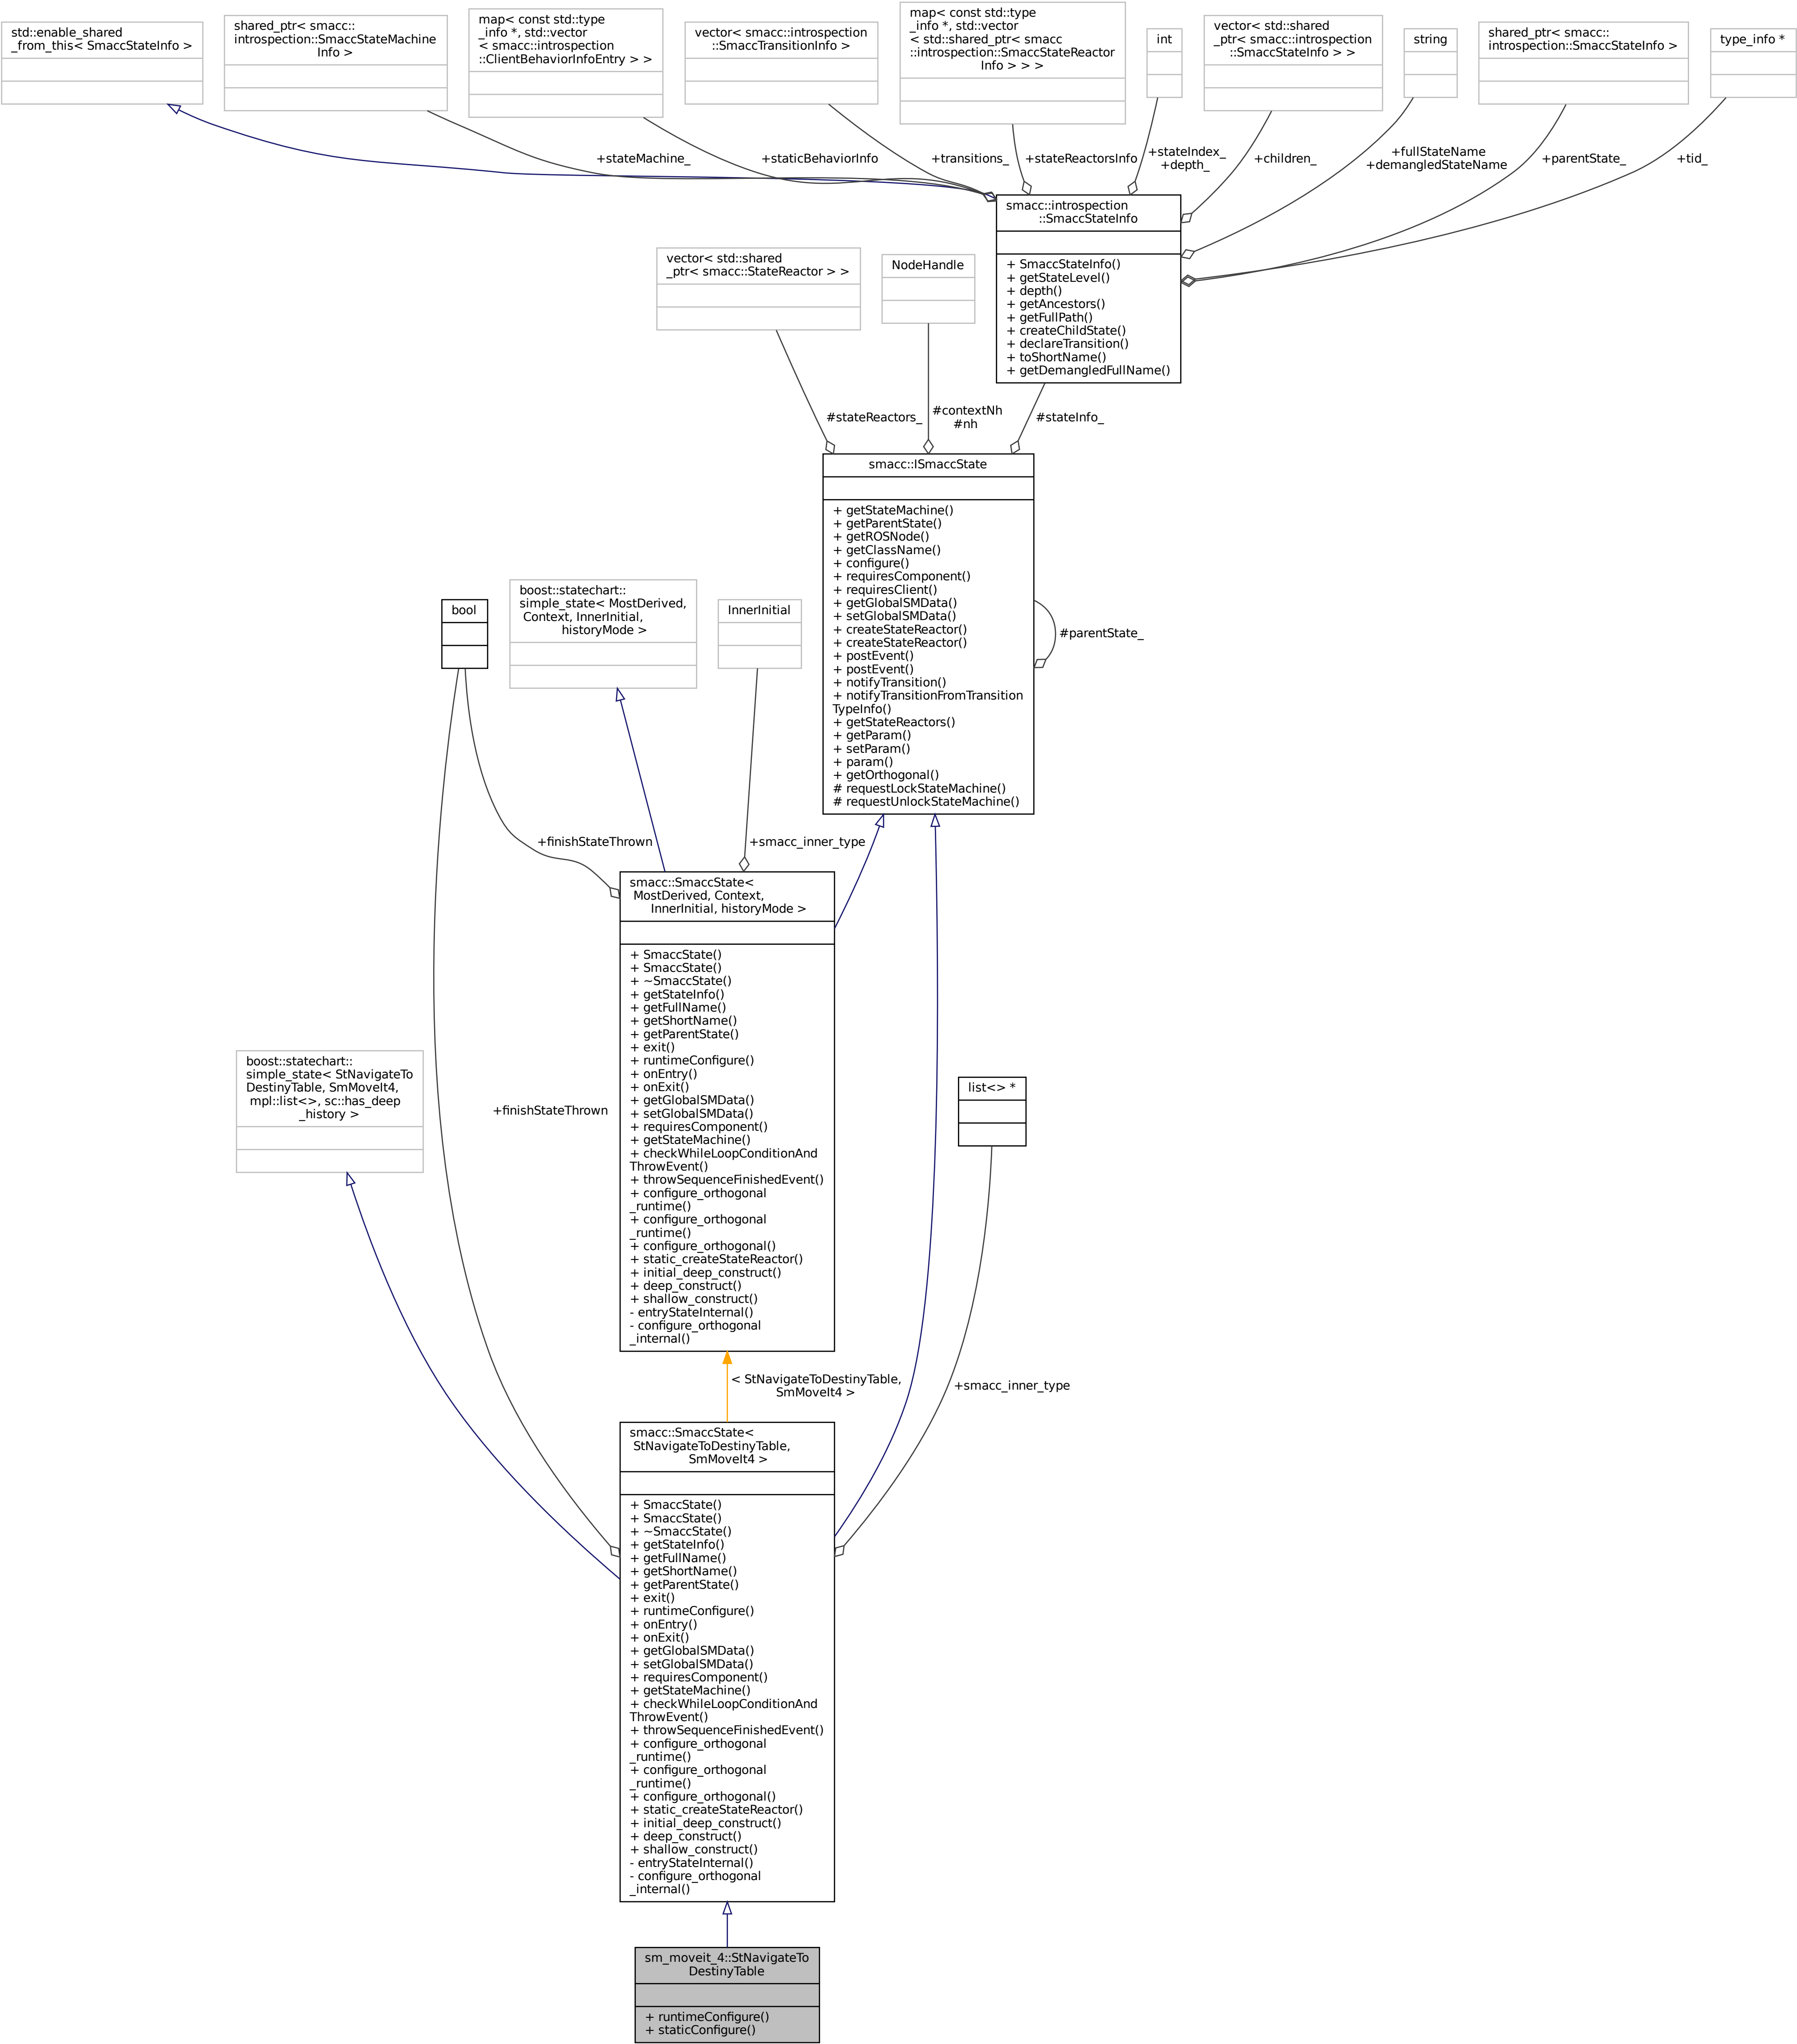 std::enable_shared
_from_this< SmaccStateInfo >
shared_ptr< smacc::
introspection::SmaccStateMachine
Info >
map< const std::type
_info *, std::vector
< smacc::introspection
::ClientBehaviorInfoEntry > >
vector< smacc::introspection
::SmaccTransitionInfo >
map< const std::type
_info *, std::vector
< std::shared_ptr< smacc
::introspection::SmaccStateReactor
Info > > >
int
vector< std::shared
_ptr< smacc::introspection
::SmaccStateInfo > >
string
shared_ptr< smacc::
introspection::SmaccStateInfo >
type_info *
+stateMachine_
+staticBehaviorInfo
+transitions_
+stateReactorsInfo
+stateIndex_
+depth_
+children_
+fullStateName
+demangledStateName
+parentState_
+tid_
smacc::introspection
::SmaccStateInfo
+ SmaccStateInfo()
+ getStateLevel()
+ depth()
+ getAncestors()
+ getFullPath()
+ createChildState()
+ declareTransition()
+ toShortName()
+ getDemangledFullName()
vector< std::shared
_ptr< smacc::StateReactor > >
NodeHandle
#stateReactors_
#contextNh
#nh
#stateInfo_
smacc::ISmaccState
+ getStateMachine()
+ getParentState()
+ getROSNode()
+ getClassName()
+ configure()
+ requiresComponent()
+ requiresClient()
+ getGlobalSMData()
+ setGlobalSMData()
+ createStateReactor()
+ createStateReactor()
+ postEvent()
+ postEvent()
+ notifyTransition()
+ notifyTransitionFromTransition
TypeInfo()
+ getStateReactors()
+ getParam()
+ setParam()
+ param()
+ getOrthogonal()
# requestLockStateMachine()
# requestUnlockStateMachine()
#parentState_
bool
boost::statechart::
simple_state< MostDerived,
Context, InnerInitial,
historyMode >
InnerInitial
+finishStateThrown
+smacc_inner_type
smacc::SmaccState<
MostDerived, Context,
InnerInitial, historyMode >
+ SmaccState()
+ SmaccState()
+ ~SmaccState()
+ getStateInfo()
+ getFullName()
+ getShortName()
+ getParentState()
+ exit()
+ runtimeConfigure()
+ onEntry()
+ onExit()
+ getGlobalSMData()
+ setGlobalSMData()
+ requiresComponent()
+ getStateMachine()
+ checkWhileLoopConditionAnd
ThrowEvent()
+ throwSequenceFinishedEvent()
+ configure_orthogonal
_runtime()
+ configure_orthogonal
_runtime()
+ configure_orthogonal()
+ static_createStateReactor()
+ initial_deep_construct()
+ deep_construct()
+ shallow_construct()
- entryStateInternal()
- configure_orthogonal
_internal()
boost::statechart::
simple_state< StNavigateTo
DestinyTable, SmMoveIt4,
mpl::list<>, sc::has_deep
_history >
+finishStateThrown
list<> *
< StNavigateToDestinyTable,
SmMoveIt4 >
+smacc_inner_type
smacc::SmaccState<
StNavigateToDestinyTable,
SmMoveIt4 >
+ SmaccState()
+ SmaccState()
+ ~SmaccState()
+ getStateInfo()
+ getFullName()
+ getShortName()
+ getParentState()
+ exit()
+ runtimeConfigure()
+ onEntry()
+ onExit()
+ getGlobalSMData()
+ setGlobalSMData()
+ requiresComponent()
+ getStateMachine()
+ checkWhileLoopConditionAnd
ThrowEvent()
+ throwSequenceFinishedEvent()
+ configure_orthogonal
_runtime()
+ configure_orthogonal
_runtime()
+ configure_orthogonal()
+ static_createStateReactor()
+ initial_deep_construct()
+ deep_construct()
+ shallow_construct()
- entryStateInternal()
- configure_orthogonal
_internal()
sm_moveit_4::StNavigateTo
DestinyTable
+ runtimeConfigure()
+ staticConfigure()